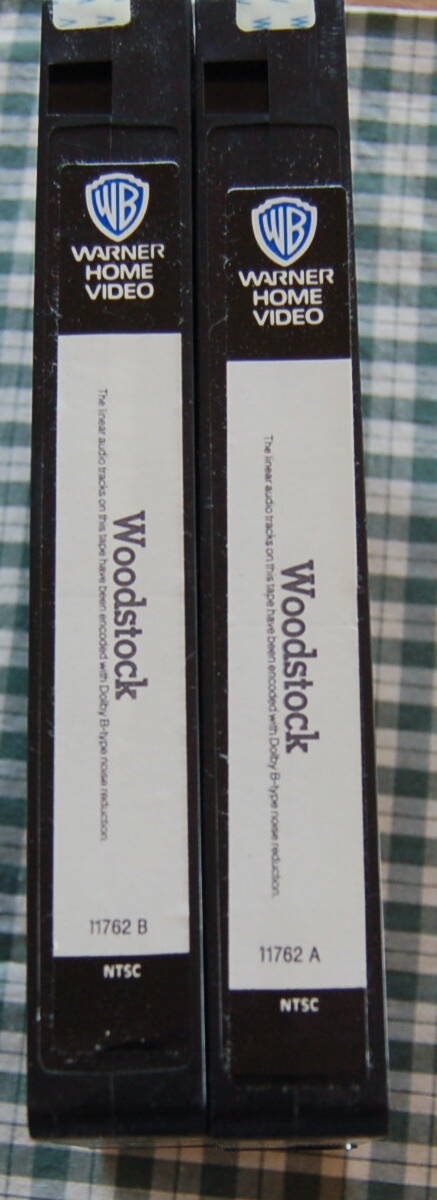 WB
WARNER
HOME
VIDEO
Woodstock
The linear audio tracks on this tape have been encoded with Dolby B-type noise reduction.
11762 B
NTSC
WB
WARNER
HOME
VIDEO
Woodstock
The linear audio tracks on this tape have been encoded with Dolby B-type noise reduction.
11762 A
NTSC